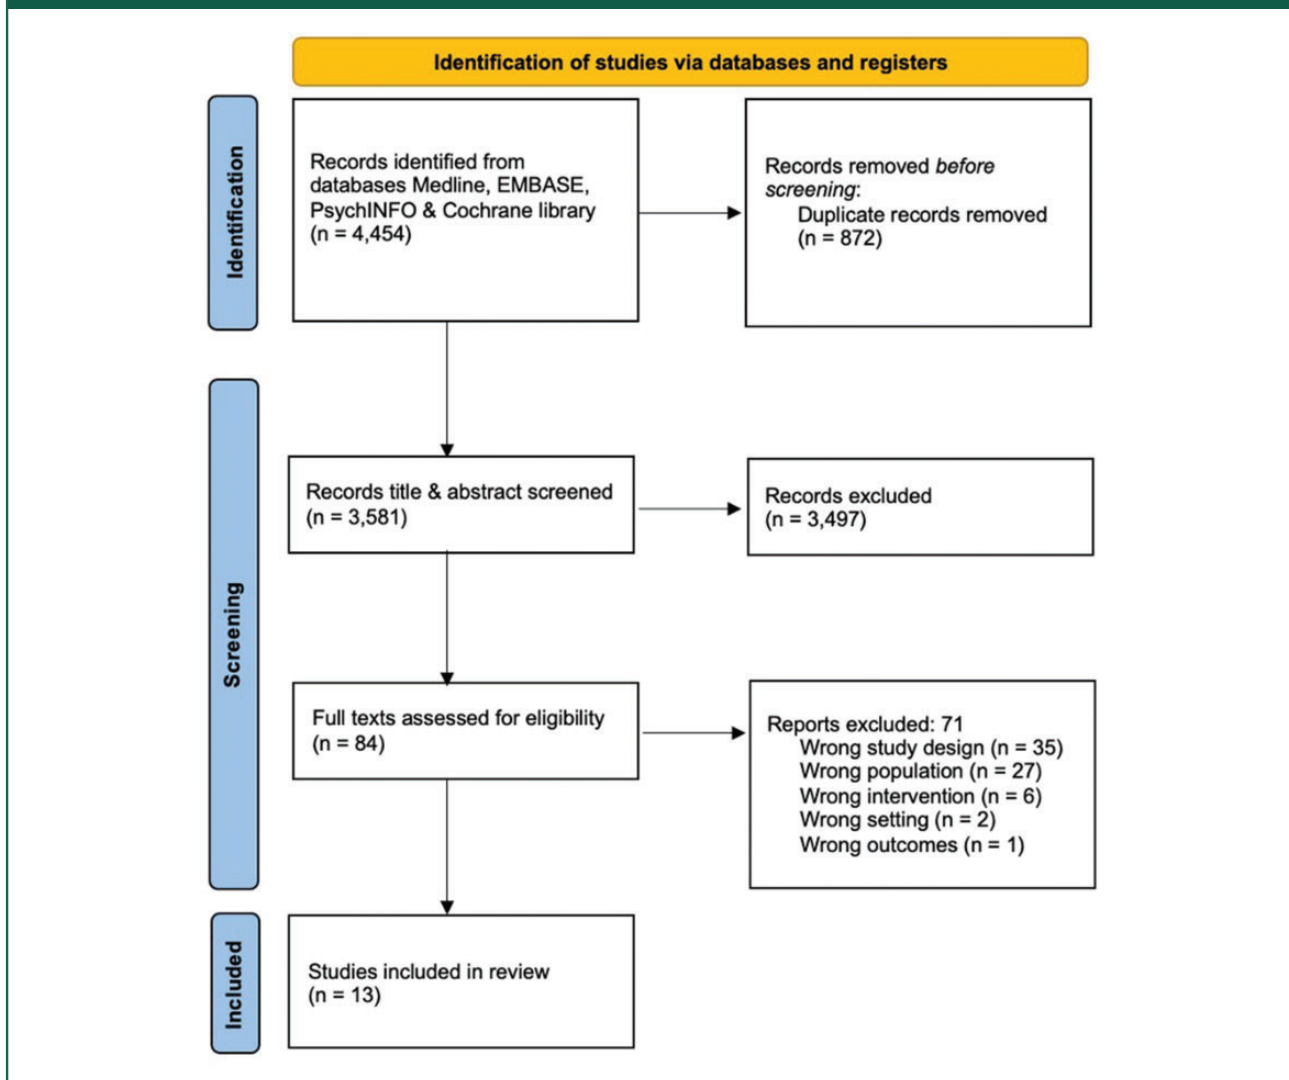 Identification of studies via databases and registers
Identification
Records identified from
databases Medline, EMBASE,
PsychINFO & Cochrane library
(n = 4,454)
Records removed before
screening:
Duplicate records removed
(n = 872)
Screening
Records title & abstract screened
(n = 3,581)
Records excluded
(n = 3,497)
Full texts assessed for eligibility
(n = 84)
Reports excluded: 71
Wrong study design (n = 35)
Wrong population (n = 27)
Wrong intervention (n = 6)
Wrong setting (n = 2)
Wrong outcomes (n = 1)
Included
Studies included in review
(n = 13)